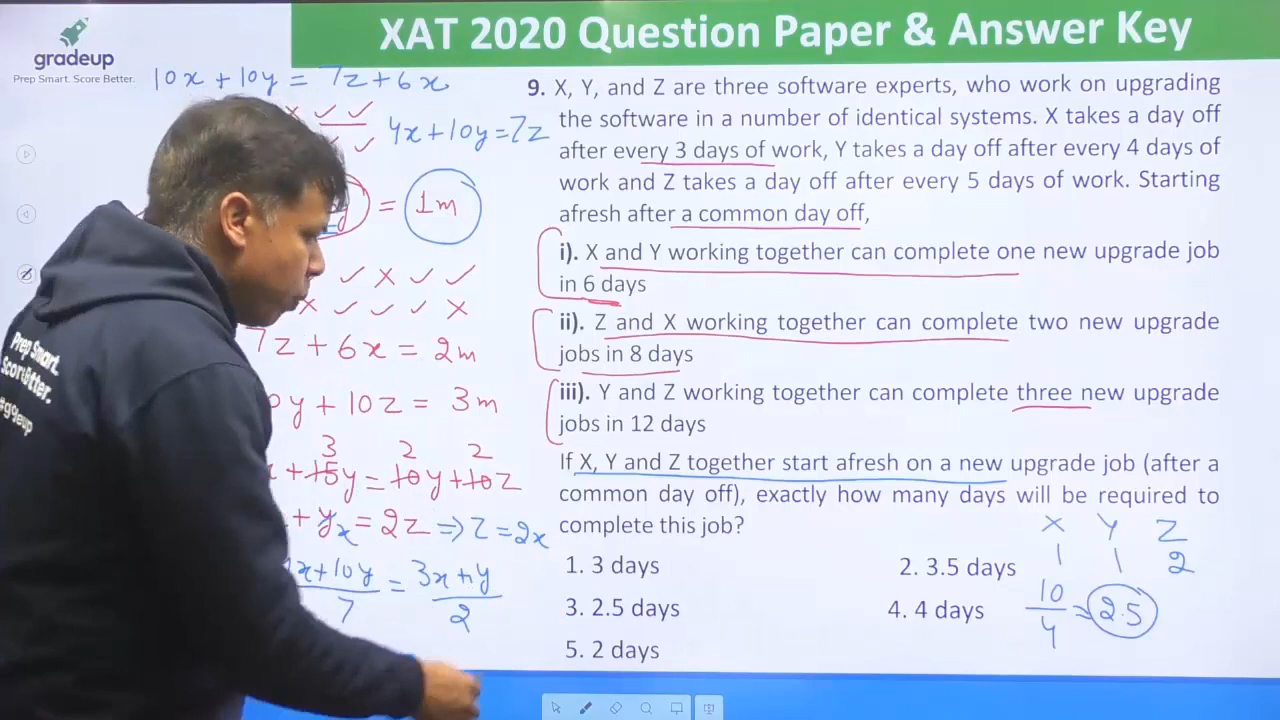 XAT 2020 Question Paper & Answer Key
gradeup
Prep Smart. Score Better.
10x + 10y = 7z + 6x
4x + 10y = 7z
= 1m
7z + 6x = 2m
y + 10z = 3m
3 2 2
+ 15y = 10y + 10z
+ y x = 2z ⇒ z = 2x
x + 10y = 3x + y
7 2
Prep Smart.
9. X, Y, and Z are three software experts, who work on upgrading
the software in a number of identical systems. X takes a day off
after every 3 days of work, Y takes a day off after every 4 days of
work and Z takes a day off after every 5 days of work. Starting
afresh after a common day off,
i). X and Y working together can complete one new upgrade job
in 6 days
ii). Z and X working together can complete two new upgrade
jobs in 8 days
iii). Y and Z working together can complete three new upgrade
jobs in 12 days
If X, Y and Z together start afresh on a new upgrade job (after a
common day off), exactly how many days will be required to
complete this job?
X Y Z
1 1 2
1. 3 days 2. 3.5 days
3. 2.5 days 4. 4 days
5. 2 days
10
4
= 2.5